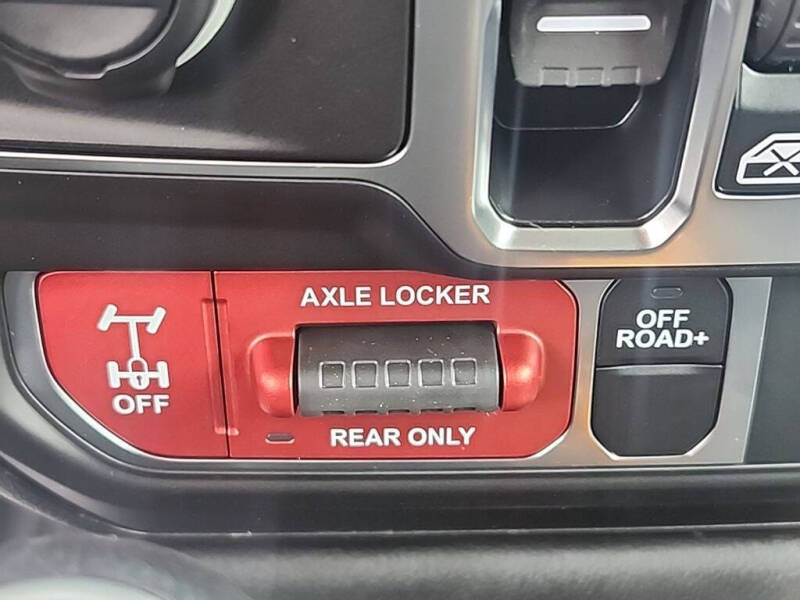 AXLE LOCKER
OFF
REAR ONLY
OFF
ROAD+